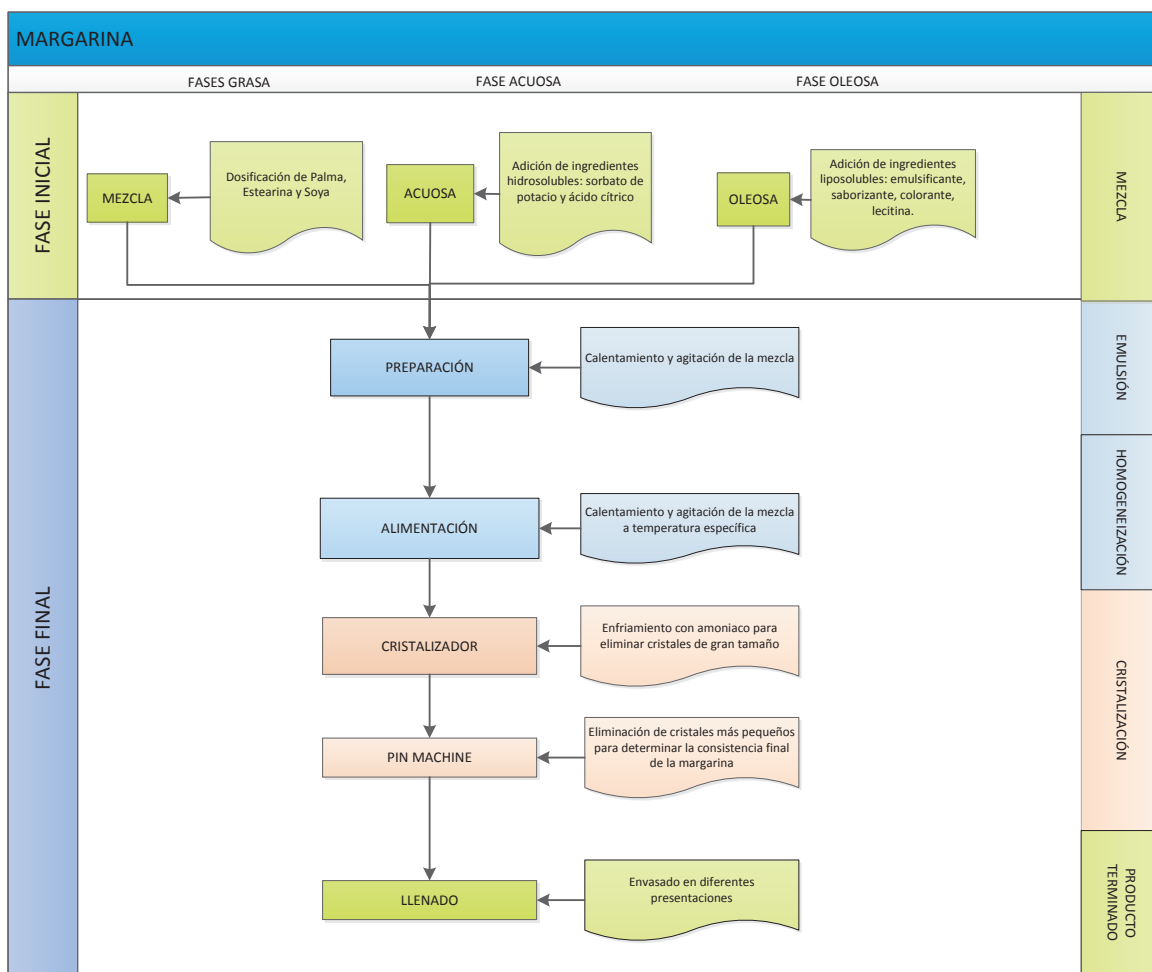 MARGARINA
FASES GRASA
FASE ACUOSA
FASE OLEOSA
FASE INICIAL
MEZCLA
Dosificación de Palma,
Estearina y Soya
ACUOSA
Adición de ingredientes
hidrosolubles: sorbato de
potacio y ácido cítrico
OLEOSA
Adición de ingredientes
liposolubles: emulsificante,
saborizante, colorante,
lecitina.
MEZCLA
FASE FINAL
PREPARACIÓN
Calentamiento y agitación de la mezcla
EMULSIÓN
ALIMENTACIÓN
Calentamiento y agitación de la mezcla
a temperatura específica
HOMOGENEIZACIÓN
CRISTALIZADOR
Enfriamiento con amoniaco para
eliminar cristales de gran tamaño
PIN MACHINE
Eliminación de cristales más pequeños
para determinar la consistencia final
de la margarina
CRISTALIZACIÓN
LLENADO
Envasado en diferentes
presentaciones
PRODUCTO
TERMINADO